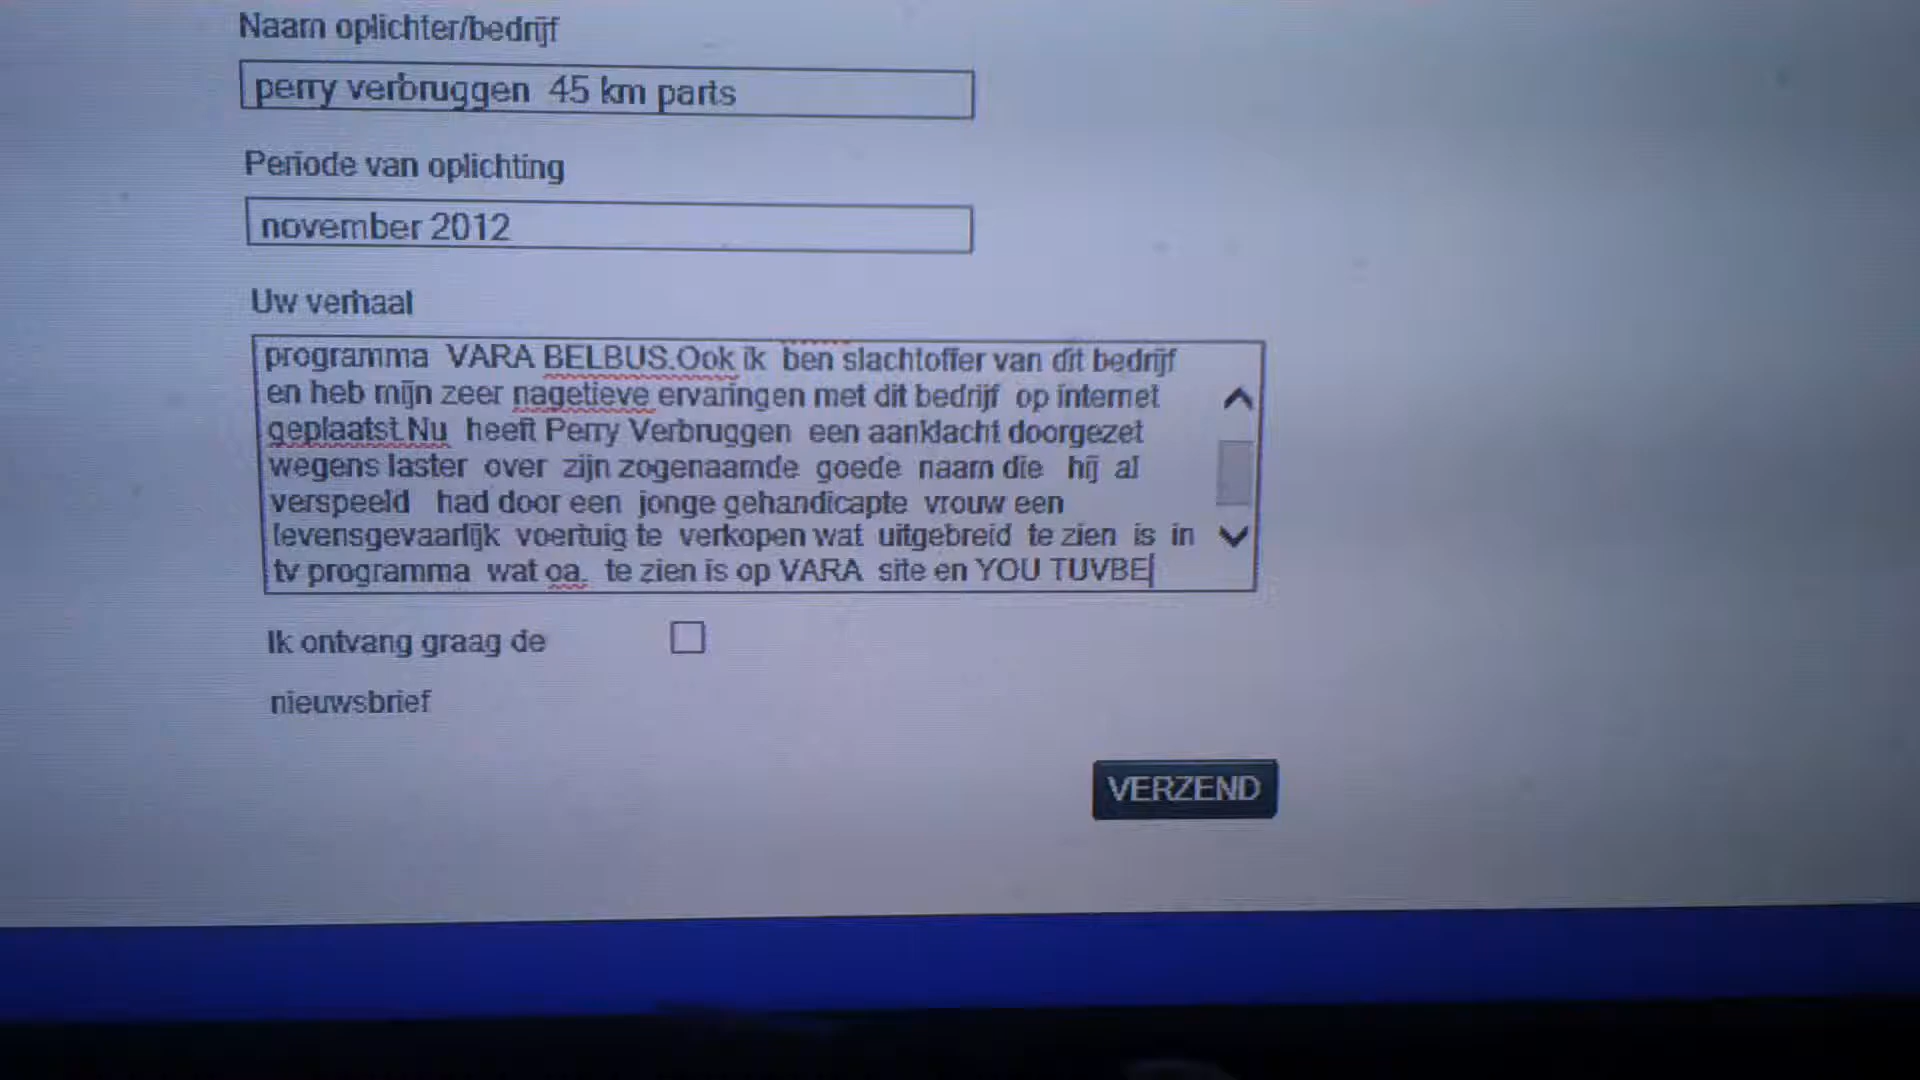 Naam oplichter/bedrijf
perry verbruggen 45 km parts
Periode van oplichting
november 2012
Uw verhaal
programma VARA BELBUS.Ook ik ben slachtoffer van dit bedrijf
en heb mijn zeer nagetieve ervaringen met dit bedrijf op internet
geplaatst.Nu heeft Perry Verbruggen een aanklacht doorgezet
wegens laster over zijn zogenaamde goede naam die hij al
verspeeld had door een jonge gehandicapte vrouw een
levensgevaarlijk voertuig te verkopen wat uitgebreid te zien is in
tv programma wat oa. te zien is op VARA site en YOU TUVBE
Ik ontvang graag de
nieuwsbrief
VERZEND